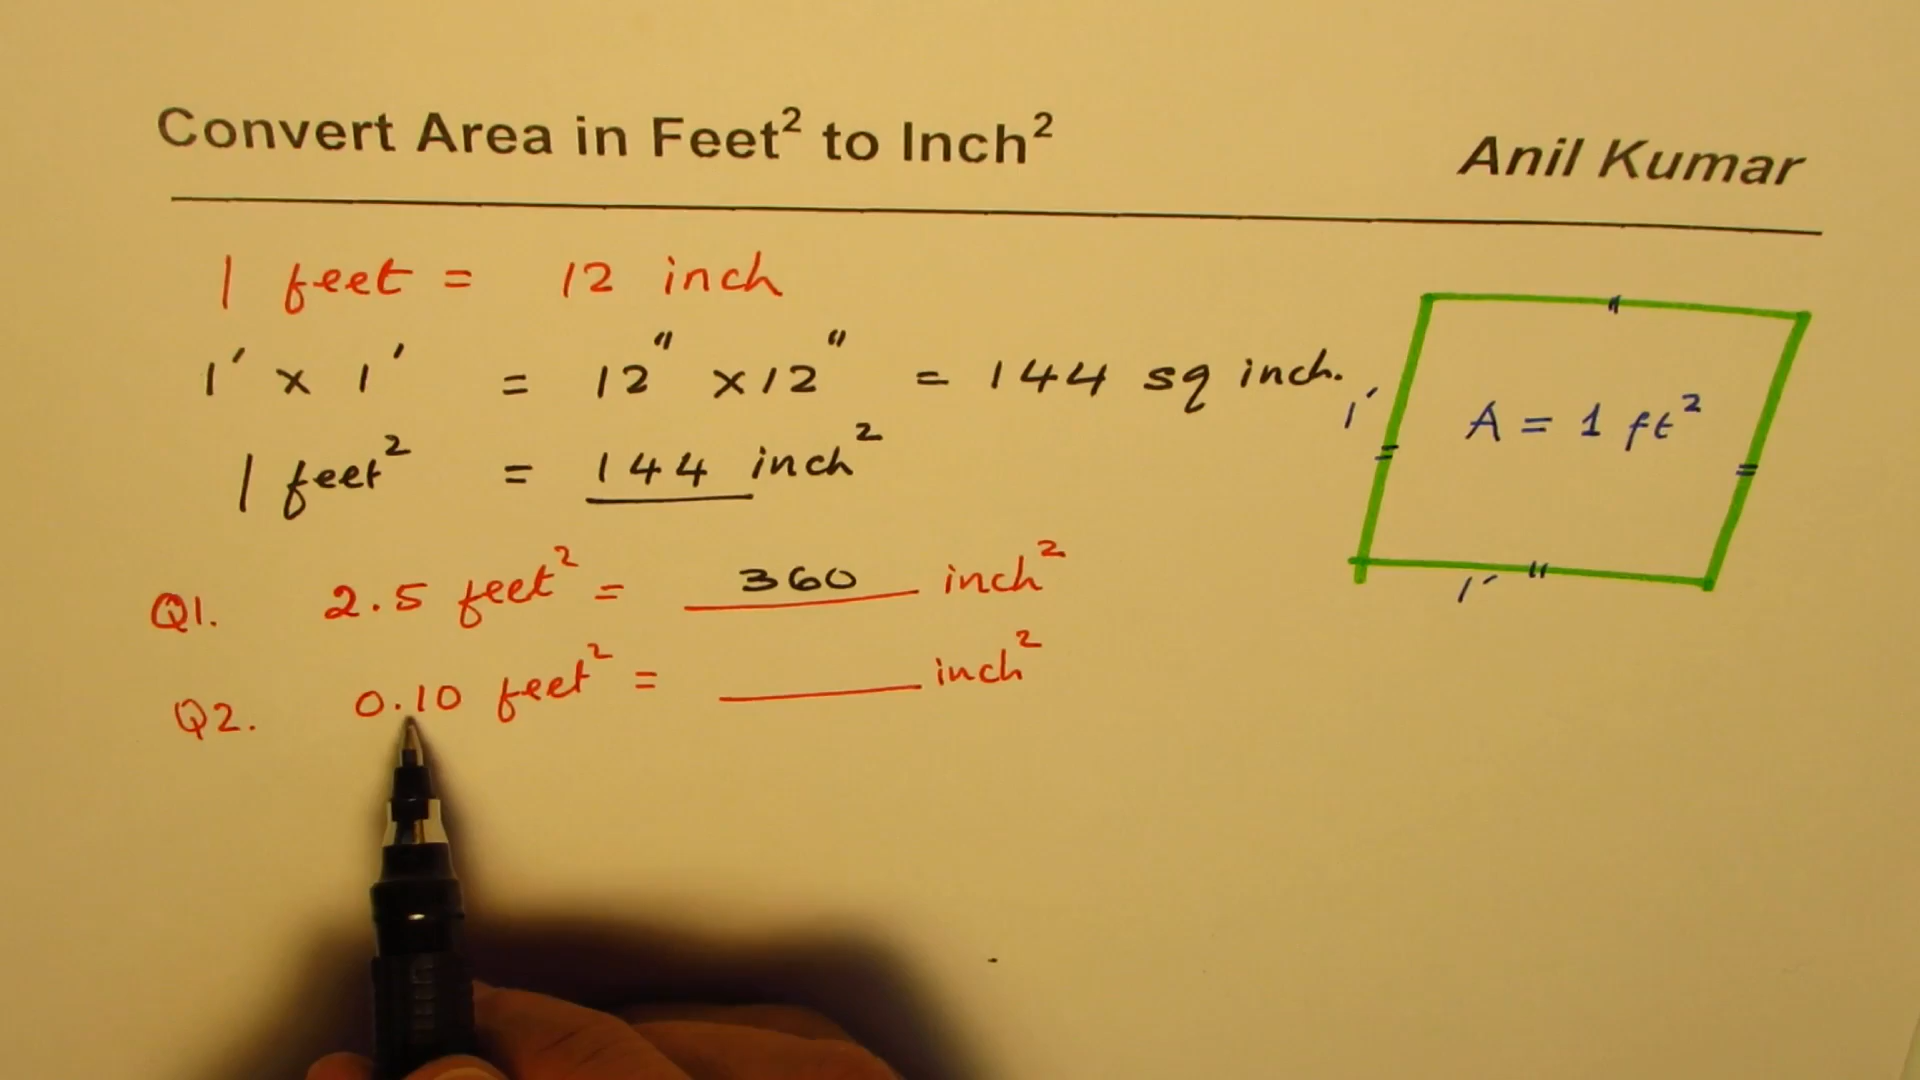 Convert Area in Feet² to Inch²
Anil Kumar
1 feet = 12 inch
1' x 1' = 12" x 12" = 144 sq inch.
1 feet² = 144 inch²
Q1. 2.5 feet² = 360 inch²
Q2. 0.10 feet² = ______ inch²
1'
A = 1 ft²
1'